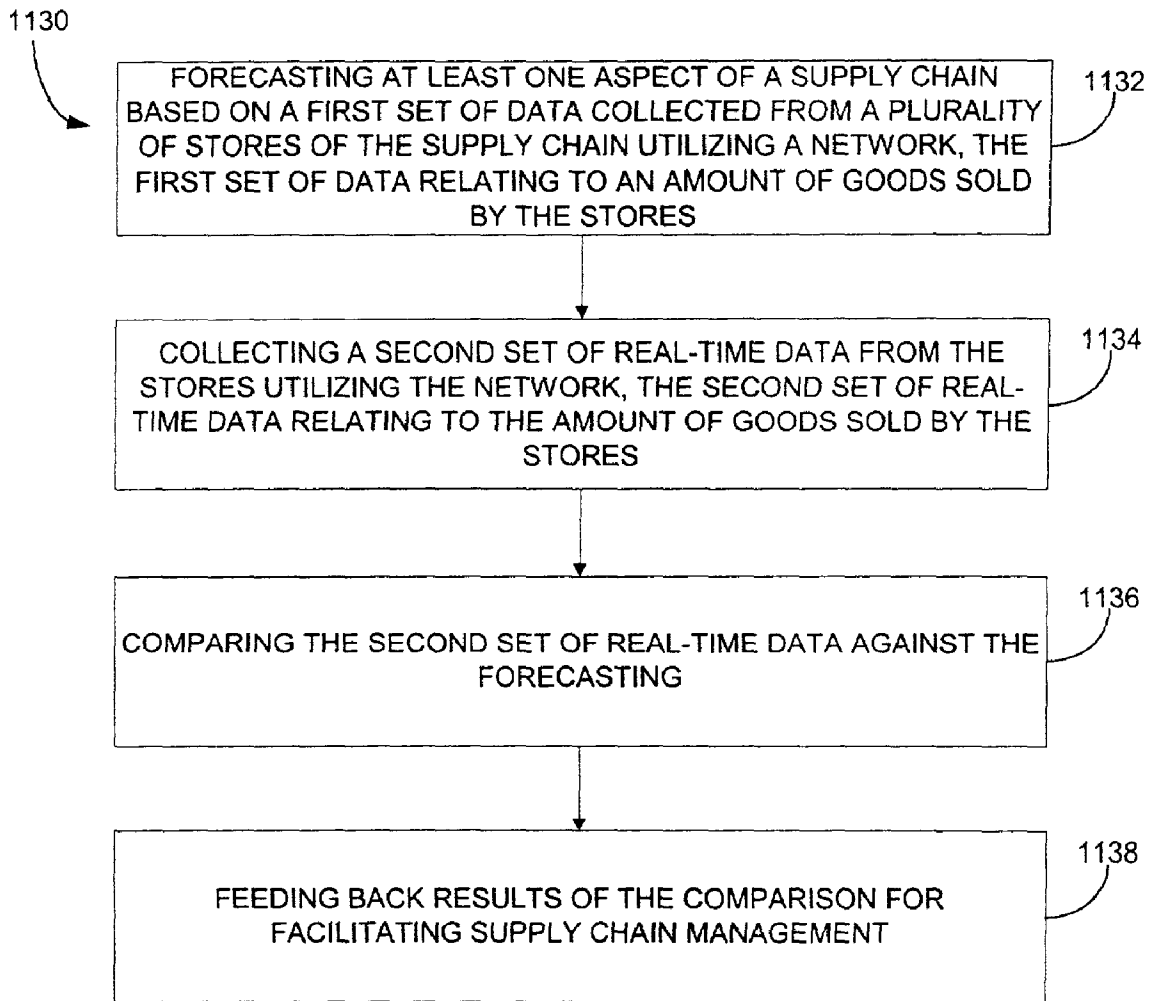 1130
FORECASTING AT LEAST ONE ASPECT OF A SUPPLY CHAIN
BASED ON A FIRST SET OF DATA COLLECTED FROM A PLURALITY
OF STORES OF THE SUPPLY CHAIN UTILIZING A NETWORK, THE
FIRST SET OF DATA RELATING TO AN AMOUNT OF GOODS SOLD
BY THE STORES
1132
COLLECTING A SECOND SET OF REAL-TIME DATA FROM THE
STORES UTILIZING THE NETWORK, THE SECOND SET OF REAL-
TIME DATA RELATING TO THE AMOUNT OF GOODS SOLD BY THE
STORES
1134
COMPARING THE SECOND SET OF REAL-TIME DATA AGAINST THE
FORECASTING
1136
FEEDING BACK RESULTS OF THE COMPARISON FOR
FACILITATING SUPPLY CHAIN MANAGEMENT
1138